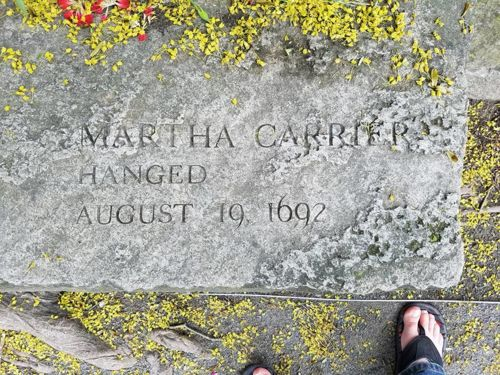 MARTHA CARRIER
HANGED
AUGUST 19, 1692